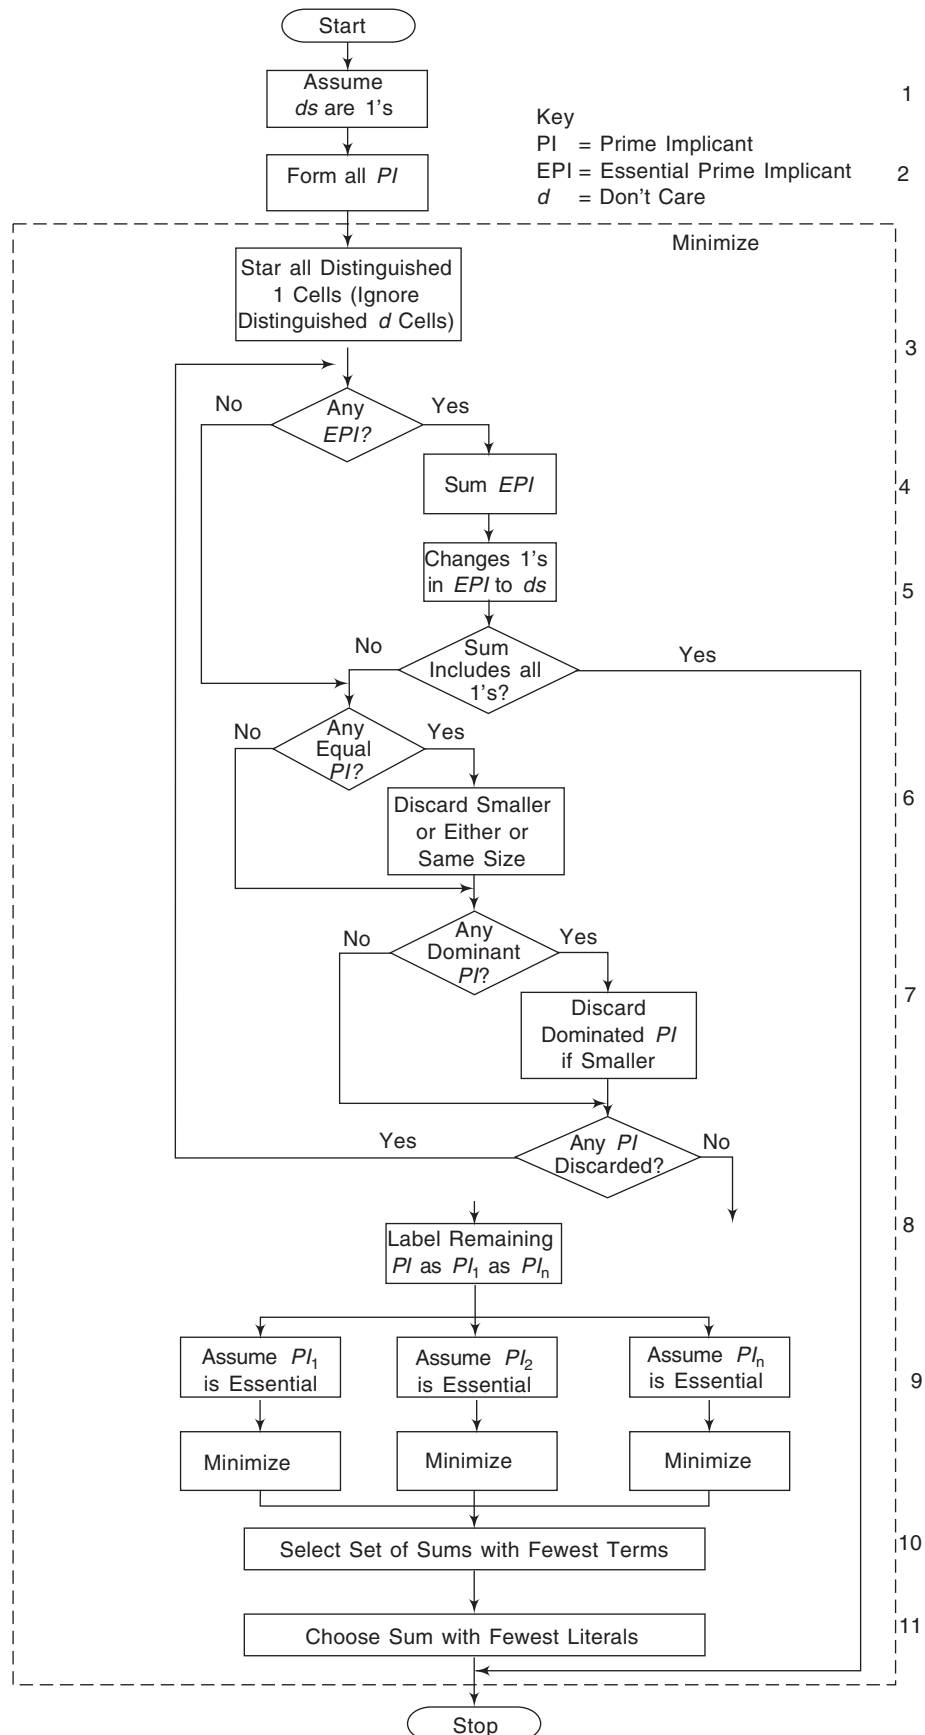 Start
Assume
ds are 1's
1
Key
PI = Prime Implicant
EPI = Essential Prime Implicant
d = Don't Care
Form all PI
2
Minimize
Star all Distinguished
1 Cells (Ignore
Distinguished d Cells)
3
No
Any
EPI?
Yes
Sum EPI
4
Changes 1's
in EPI to ds
5
No
Sum
Includes all
1's?
Yes
No
Any
Equal
PI?
Yes
Discard Smaller
or Either or
Same Size
6
No
Any
Dominant
PI?
Yes
Discard
Dominated PI
if Smaller
7
Yes
Any PI
Discarded?
No
8
Label Remaining
PI as PI1 as PIn
Assume PI1
is Essential
Assume PI2
is Essential
Assume PIn
is Essential
9
Minimize
Minimize
Minimize
Select Set of Sums with Fewest Terms
10
Choose Sum with Fewest Literals
11
Stop